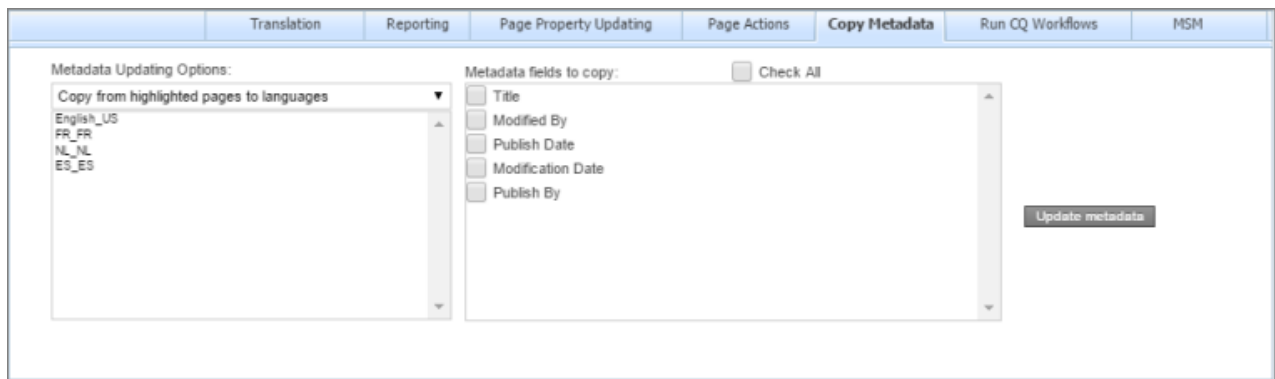 Translation Reporting Page Property Updating Page Actions Copy Metadata Run CQ Workflows MSM
Metadata Updating Options:
Copy from highlighted pages to languages
English_US
FR_FR
NL_NL
ES_ES
Metadata fields to copy: Check All
Title
Modified By
Publish Date
Modification Date
Publish By
Update metadata